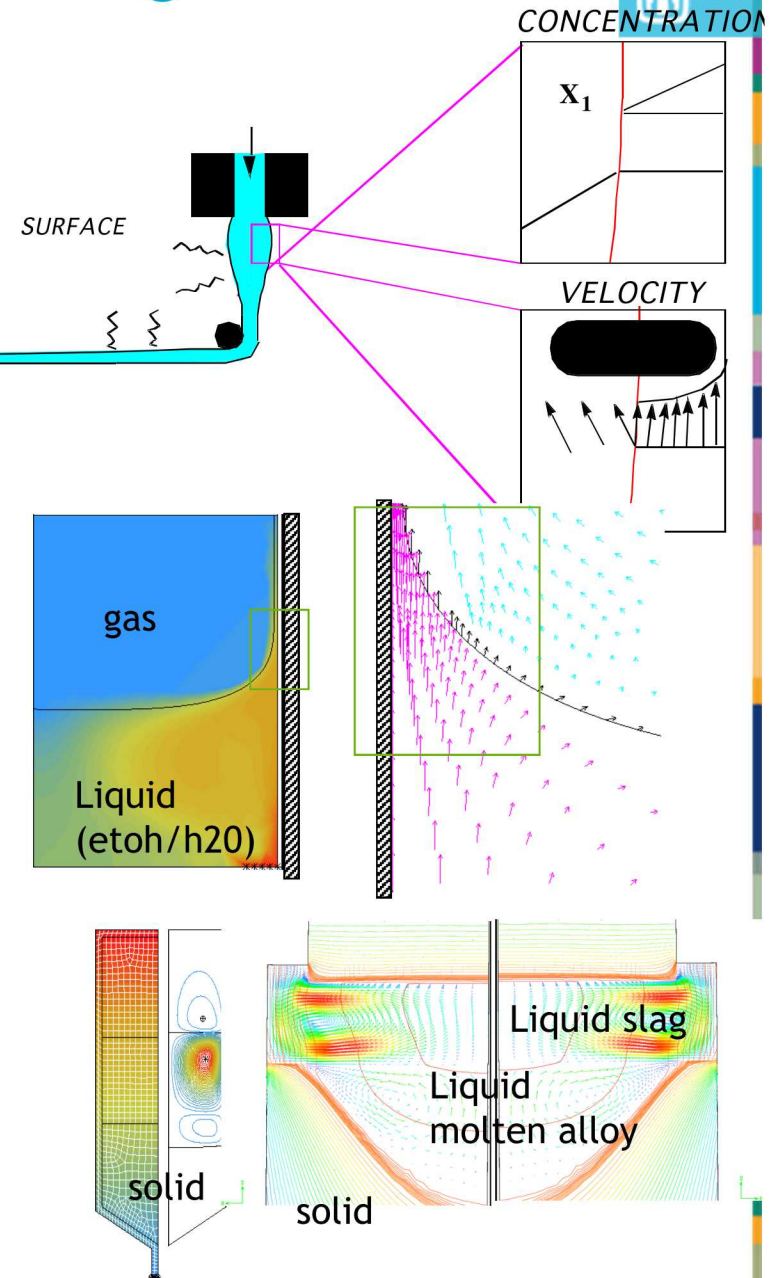 CONCENTRATION
X1
SURFACE
VELOCITY
gas
Liquid
(etoh/h20)
Liquid slag
Liquid
molten alloy
solid
solid